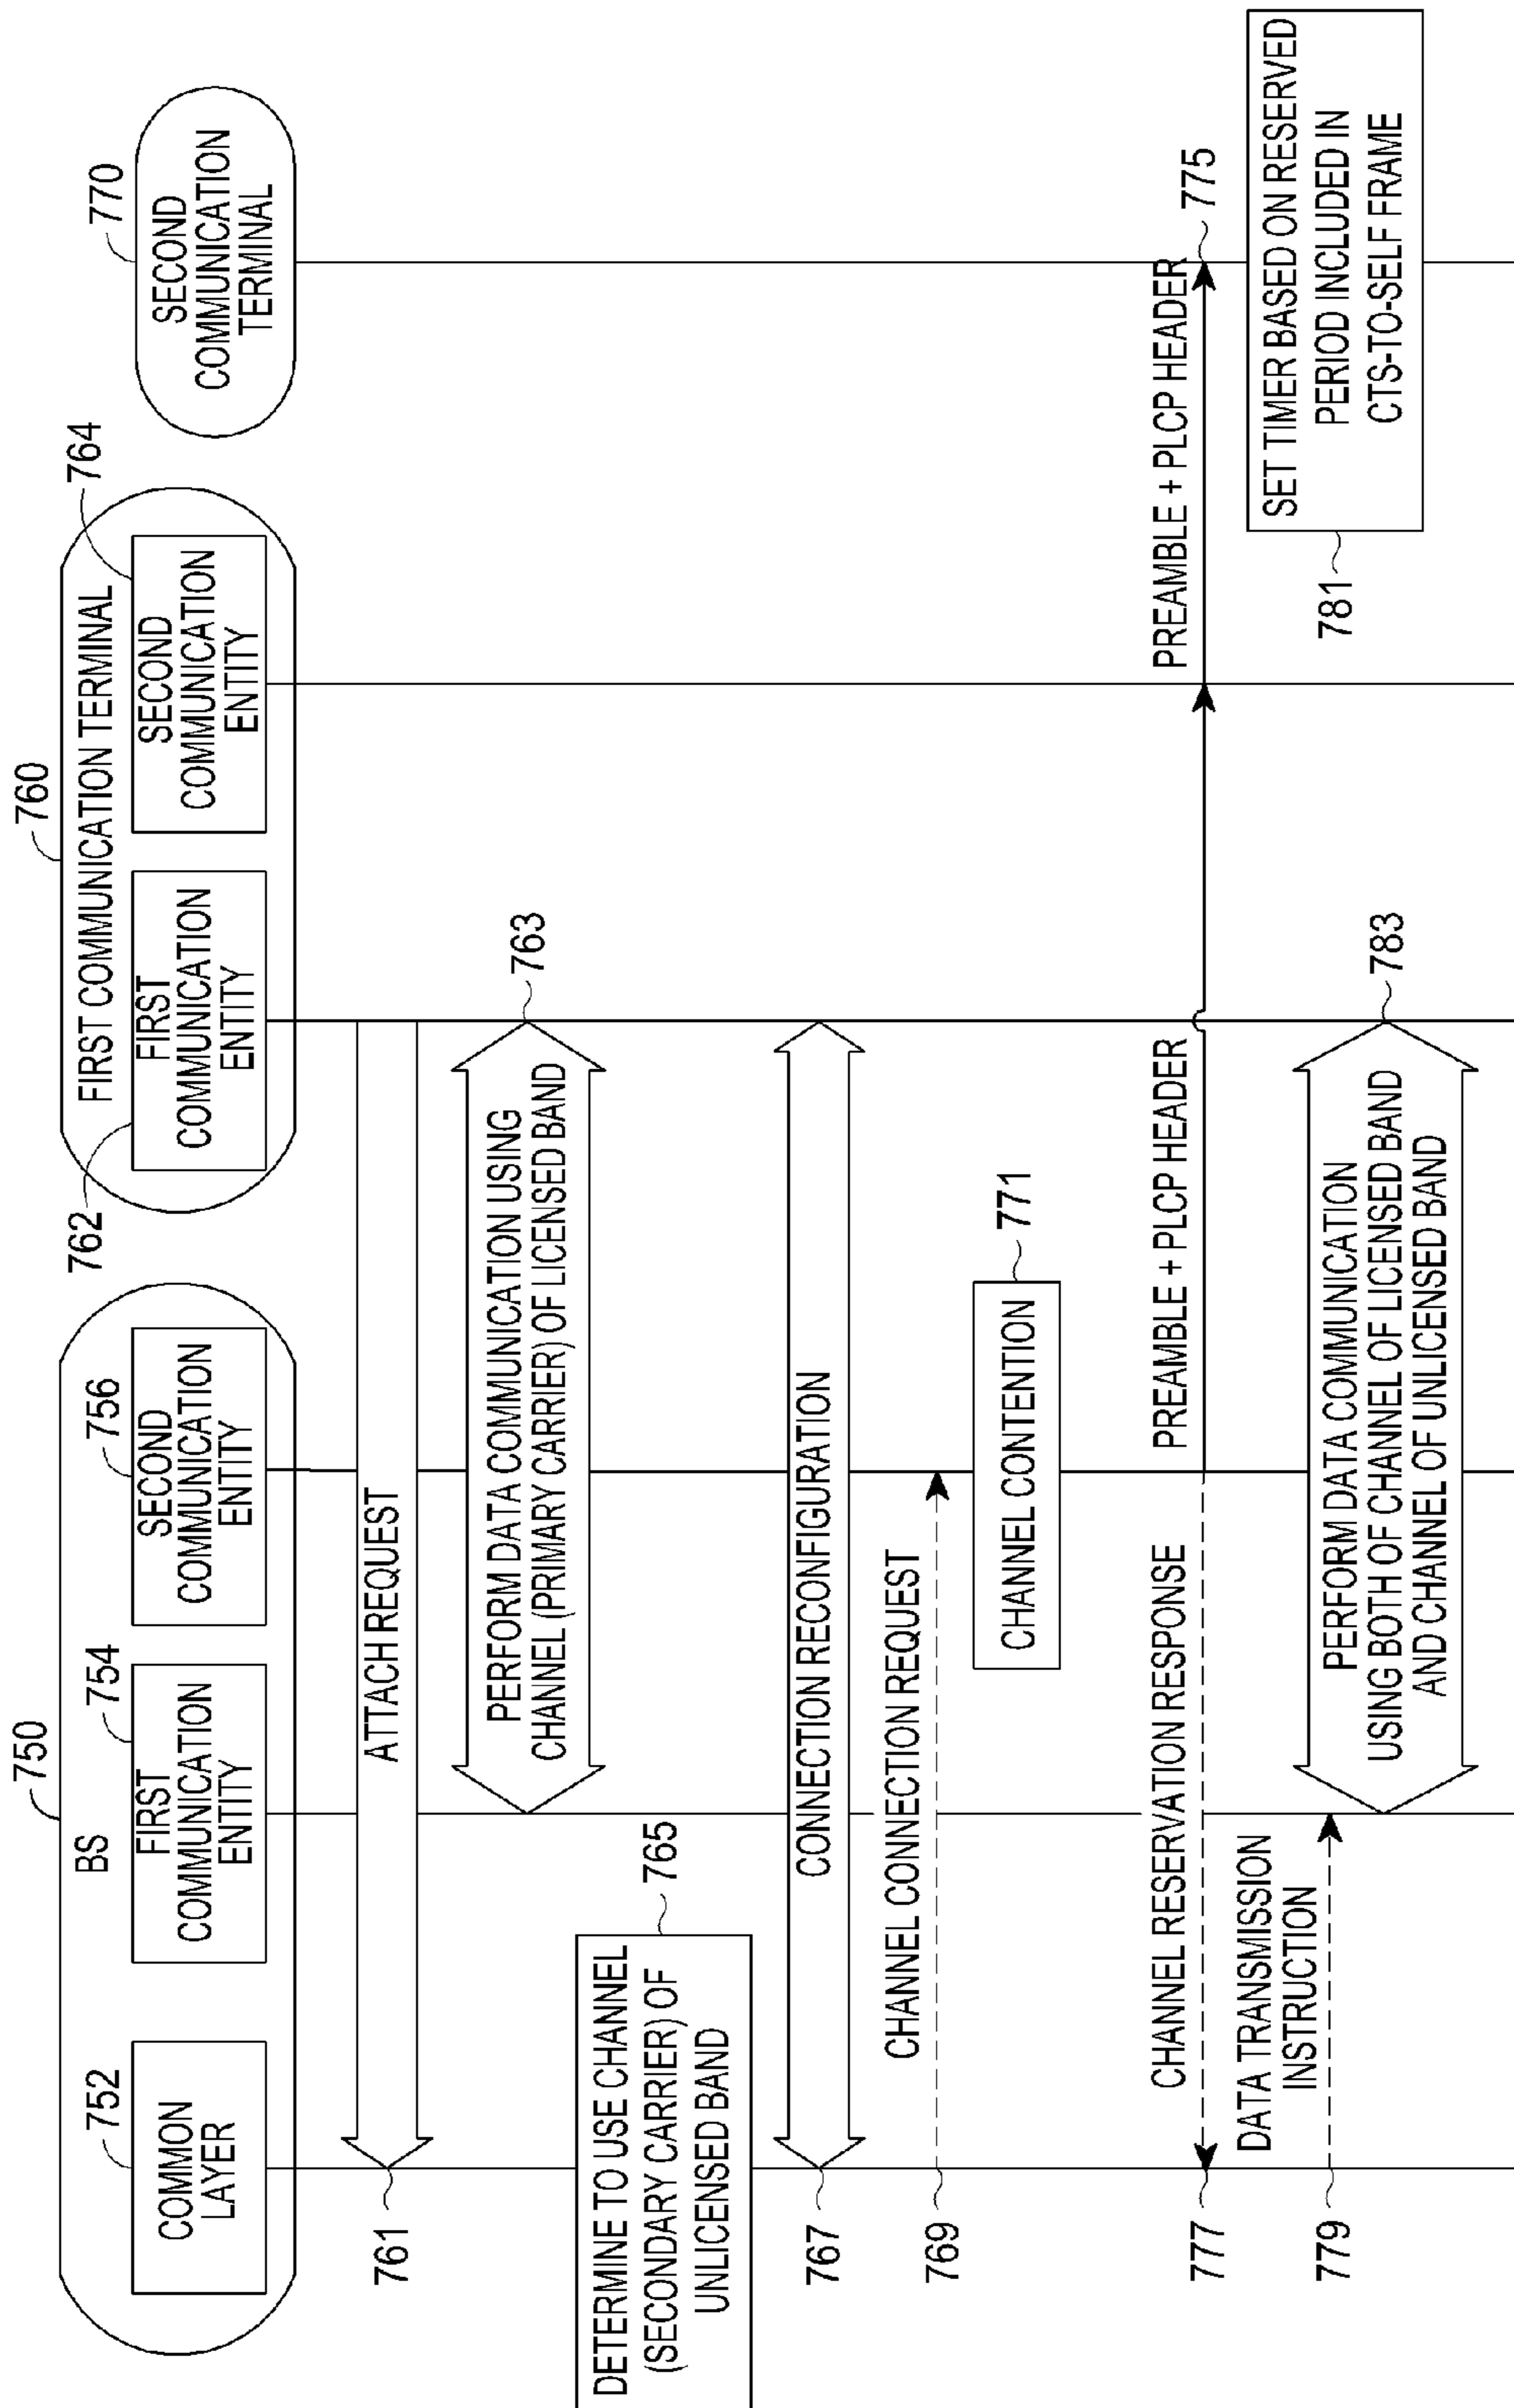 750
BS
752
COMMON
LAYER
754
FIRST
COMMUNICATION
ENTITY
756
SECOND
COMMUNICATION
ENTITY
760
FIRST COMMUNICATION TERMINAL
762
FIRST
COMMUNICATION
ENTITY
764
SECOND
COMMUNICATION
ENTITY
770
SECOND
COMMUNICATION
TERMINAL
761
ATTACH REQUEST
PERFORM DATA COMMUNICATION USING
CHANNEL (PRIMARY CARRIER) OF LICENSED BAND
763
DETERMINE TO USE CHANNEL
(SECONDARY CARRIER) OF
UNLICENSED BAND
765
767
CONNECTION RECONFIGURATION
769
CHANNEL CONNECTION REQUEST
CHANNEL CONTENTION
771
777
CHANNEL RESERVATION RESPONSE
PREAMBLE + PLCP HEADER
PREAMBLE + PLCP HEADER
775
779
DATA TRANSMISSION
INSTRUCTION
781
SET TIMER BASED ON RESERVED
PERIOD INCLUDED IN
CTS-TO-SELF FRAME
PERFORM DATA COMMUNICATION
USING BOTH OF CHANNEL OF LICENSED BAND
AND CHANNEL OF UNLICENSED BAND
783